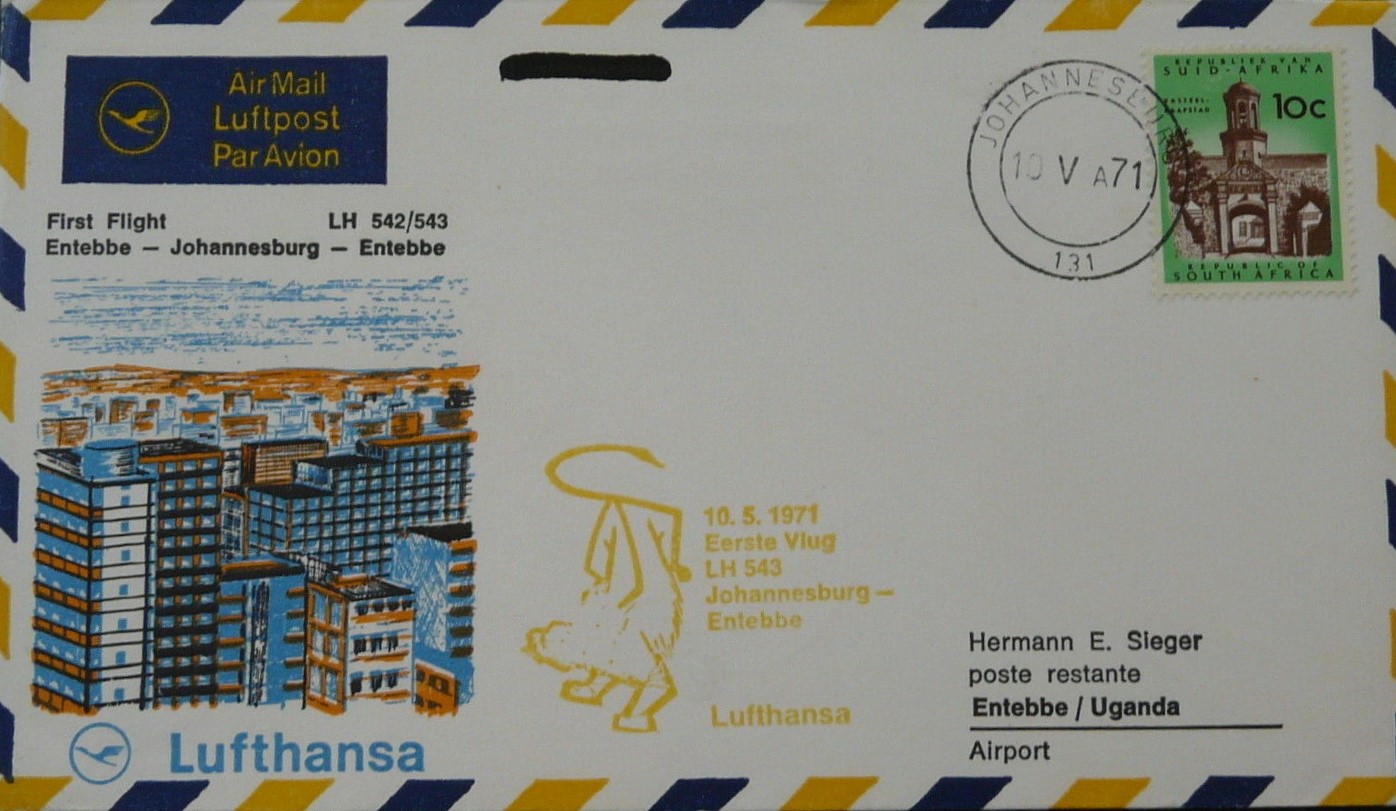 Air Mail
Luftpost
Par Avion
First Flight LH 542/543
Entebbe – Johannesburg – Entebbe
Lufthansa
10. 5. 1971
Eerste Vlug
LH 543
Johannesburg –
Entebbe
Lufthansa
JOHANNESBURG
10 V A71
131
REPUBLIEK VAN
SUID-AFRIKA
KASTEEL-
KAAPSTAD
10c
REPUBLIC OF
SOUTH AFRICA
Hermann E. Sieger
poste restante
Entebbe / Uganda
Airport